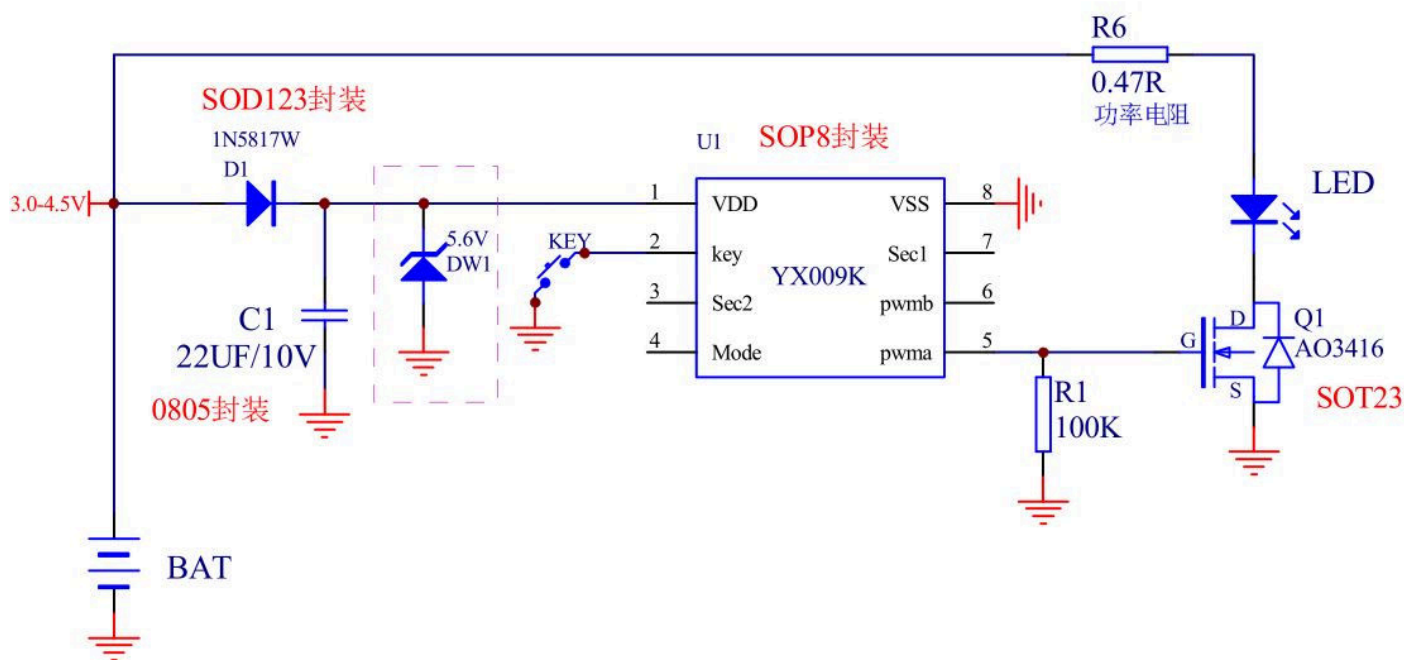 R6
0.47R
功率电阻
SOD123封装
1N5817W
D1
U1
SOP8封装
3.0-4.5V
LED
1
VDD
VSS
8
5.6V
DW1
KEY
2
key
Sec1
7
YX009K
3
Sec2
pwmb
6
C1
22UF/10V
4
Mode
pwma
5
G
D
S
Q1
AO3416
SOT23
0805封装
R1
100K
BAT